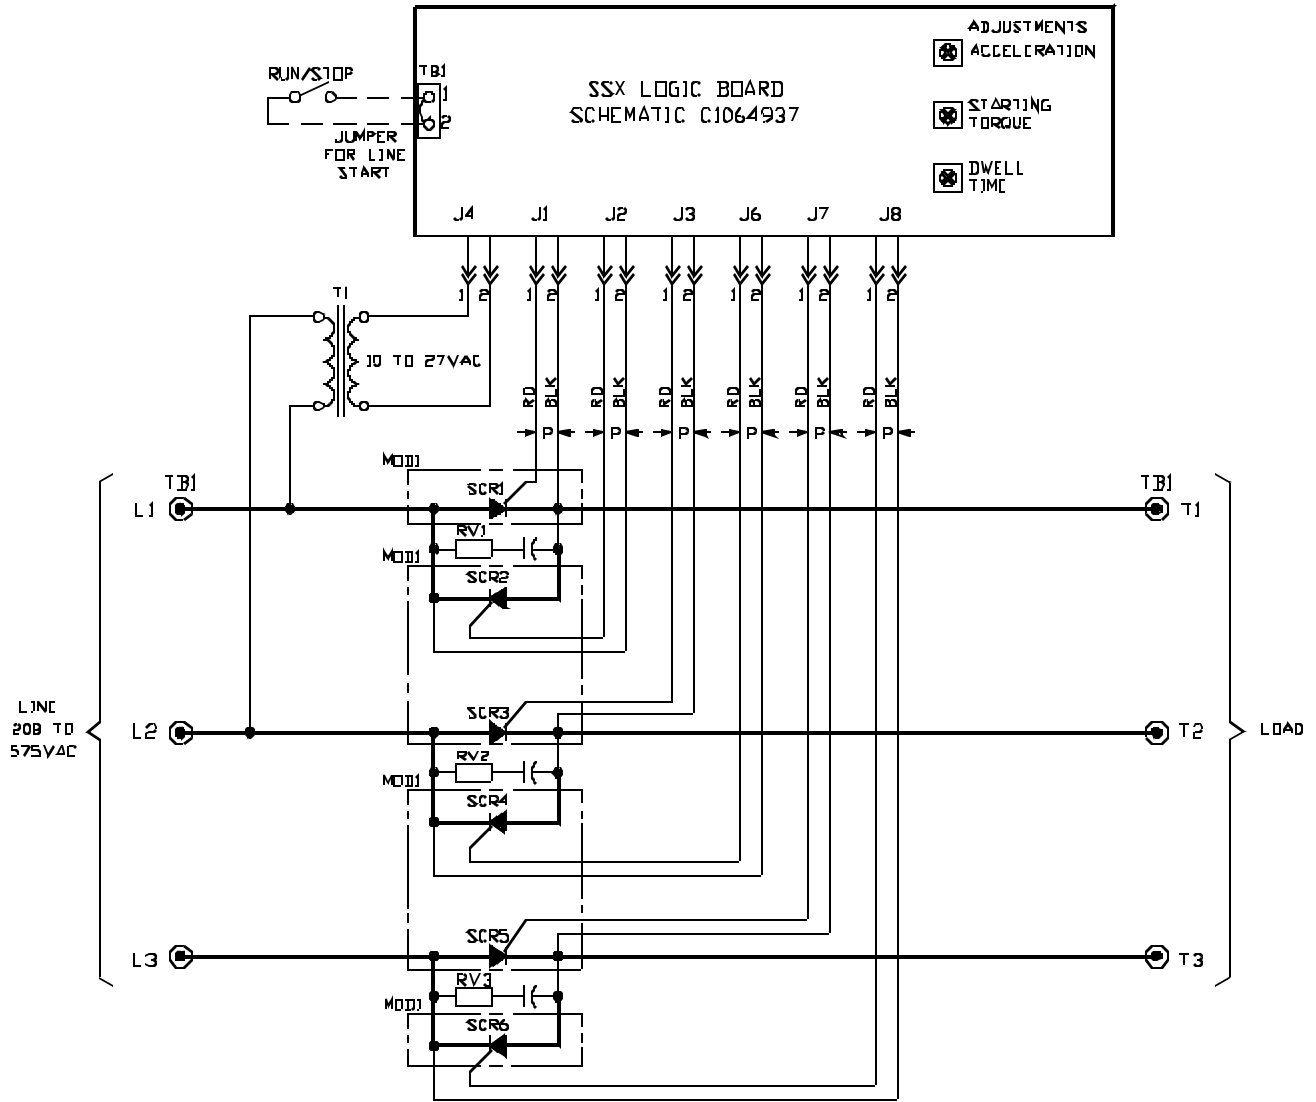 ADJUSTMENTS
ACCELERATION
RUN/STOP
TB1
1
SSX LOGIC BOARD
SCHEMATIC C1064937
STARTING
TORQUE
2
JUMPER
FOR LINE
START
DWELL
TIME
J4 J1 J2 J3 J6 J7 J8
1 2 1 2 1 2 1 2 1 2 1 2 1 2
T1
10 TO 27VAC
RD BLK RD BLK RD BLK RD BLK RD BLK RD BLK
P P P P P P
MOD1
TB1 SCR1 TB1
L1 T1
RV1
MOD1
SCR2
LINE
208 TO
575VAC
SCR3
L2 T2
LOAD
RV2
MOD1
SCR4
SCR5
L3 T3
RV3
MOD1
SCR6